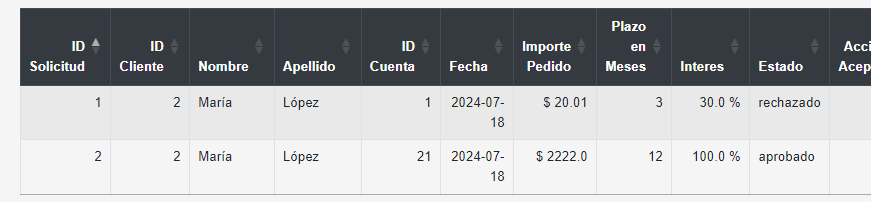 ID Solicitud ID Cliente Nombre Apellido ID Cuenta Fecha Importe Pedido Plazo en Meses Interes Estado
1 2 María López 1 2024-07-18 $ 20.01 3 30.0 % rechazado
2 2 María López 21 2024-07-18 $ 2222.0 12 100.0 % aprobado